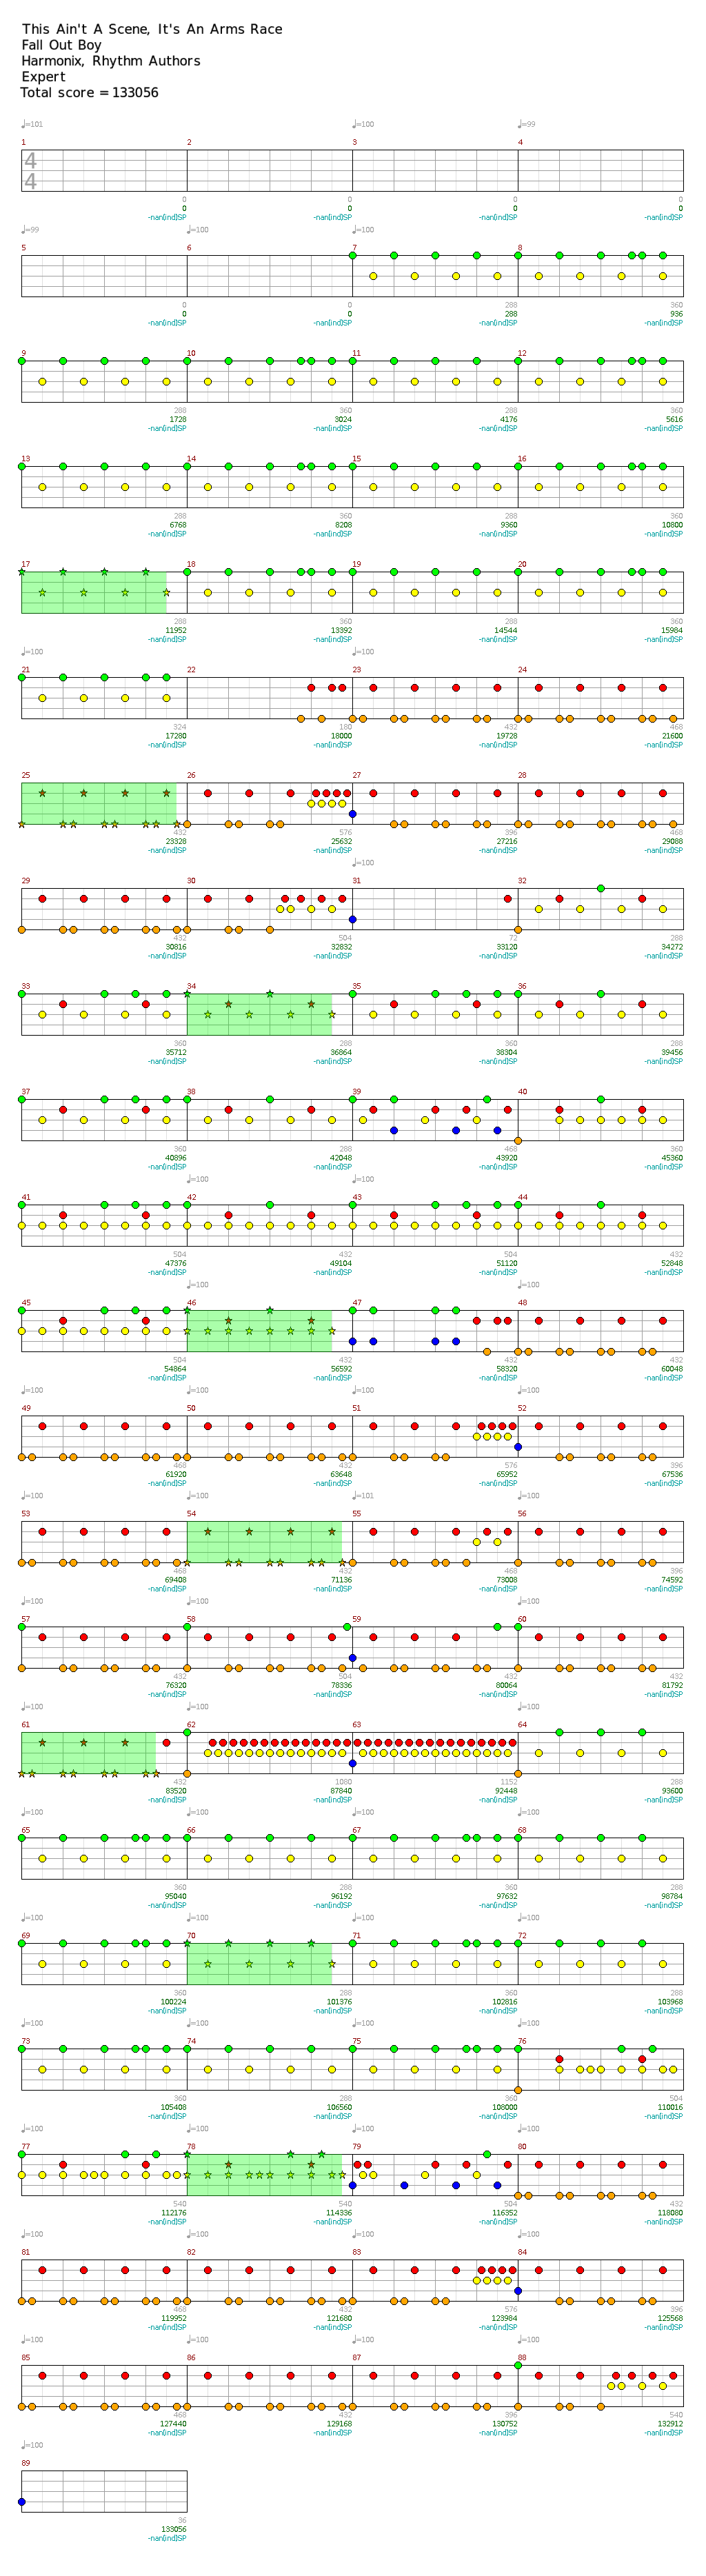 This Ain't A Scene, It's An Arms Race
Fall Out Boy
Harmonix, Rhythm Authors
Expert
Total score = 133056
♩=101 ♩=100 ♩=99
1 2 3 4
4
4
0 0 0 0
0 0 0 0
-nan(ind)SP -nan(ind)SP -nan(ind)SP -nan(ind)SP
♩=99 ♩=100 ♩=100
5 6 7 8
0 0 288 360
0 0 288 936
-nan(ind)SP -nan(ind)SP -nan(ind)SP -nan(ind)SP
9 10 11 12
288 360 288 360
1728 3024 4176 5616
-nan(ind)SP -nan(ind)SP -nan(ind)SP -nan(ind)SP
13 14 15 16
288 360 288 360
6768 8208 9360 10800
-nan(ind)SP -nan(ind)SP -nan(ind)SP -nan(ind)SP
17 18 19 20
288 360 288 360
11952 13392 14544 15984
-nan(ind)SP -nan(ind)SP -nan(ind)SP -nan(ind)SP
♩=100 ♩=100
21 22 23 24
324 180 432 468
17280 18000 19728 21600
-nan(ind)SP -nan(ind)SP -nan(ind)SP -nan(ind)SP
25 26 27 28
432 576 396 468
23328 25632 27216 29088
-nan(ind)SP -nan(ind)SP -nan(ind)SP -nan(ind)SP
♩=100
29 30 31 32
432 504 72 288
30816 32832 33120 34272
-nan(ind)SP -nan(ind)SP -nan(ind)SP -nan(ind)SP
33 34 35 36
360 288 360 288
35712 36864 38304 39456
-nan(ind)SP -nan(ind)SP -nan(ind)SP -nan(ind)SP
37 38 39 40
360 288 468 360
40896 42048 43920 45360
-nan(ind)SP -nan(ind)SP -nan(ind)SP -nan(ind)SP
♩=100 ♩=100
41 42 43 44
504 432 504 432
47376 49104 51120 52848
-nan(ind)SP -nan(ind)SP -nan(ind)SP -nan(ind)SP
♩=100 ♩=100
45 46 47 48
504 432 432 432
54864 56592 58320 60048
-nan(ind)SP -nan(ind)SP -nan(ind)SP -nan(ind)SP
♩=100 ♩=100 ♩=100 ♩=100
49 50 51 52
468 432 576 396
61920 63648 65952 67536
-nan(ind)SP -nan(ind)SP -nan(ind)SP -nan(ind)SP
♩=100 ♩=100 ♩=101 ♩=100
53 54 55 56
468 432 468 396
69408 71136 73008 74592
-nan(ind)SP -nan(ind)SP -nan(ind)SP -nan(ind)SP
♩=100 ♩=100 ♩=100
57 58 59 60
432 504 432 432
76320 78336 80064 81792
-nan(ind)SP -nan(ind)SP -nan(ind)SP -nan(ind)SP
♩=100 ♩=100
61 62 63 64
432 1080 1152 288
83520 87840 92448 93600
-nan(ind)SP -nan(ind)SP -nan(ind)SP -nan(ind)SP
♩=100 ♩=100 ♩=100 ♩=100
65 66 67 68
360 288 360 288
95040 96192 97632 98784
-nan(ind)SP -nan(ind)SP -nan(ind)SP -nan(ind)SP
♩=100 ♩=100 ♩=100 ♩=100
69 70 71 72
360 288 360 288
100224 101376 102816 103968
-nan(ind)SP -nan(ind)SP -nan(ind)SP -nan(ind)SP
♩=100 ♩=100 ♩=100 ♩=100
73 74 75 76
360 288 360 504
105408 106560 108000 110016
-nan(ind)SP -nan(ind)SP -nan(ind)SP -nan(ind)SP
♩=100 ♩=100 ♩=100 ♩=100
77 78 79 80
540 540 504 432
112176 114336 116352 118080
-nan(ind)SP -nan(ind)SP -nan(ind)SP -nan(ind)SP
♩=100 ♩=100 ♩=100 ♩=100
81 82 83 84
468 432 576 396
119952 121680 123984 125568
-nan(ind)SP -nan(ind)SP -nan(ind)SP -nan(ind)SP
♩=100 ♩=100 ♩=100 ♩=100
85 86 87 88
468 432 396 540
127440 129168 130752 132912
-nan(ind)SP -nan(ind)SP -nan(ind)SP -nan(ind)SP
♩=100
89
36
133056
-nan(ind)SP